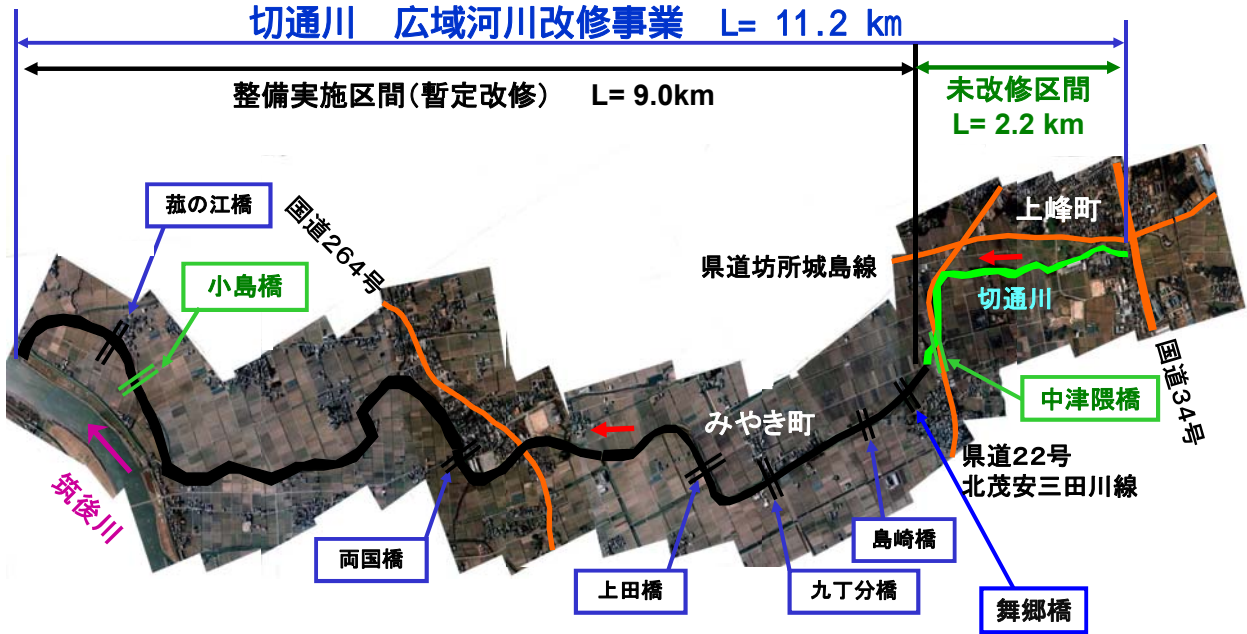 切通川　広域河川改修事業　L= 11.2 km
整備実施区間(暫定改修)　L= 9.0km
未改修区間
L= 2.2 km
菰の江橋
小島橋
国道264号
県道坊所城島線
上峰町
切通川
中津隈橋
国道34号
みやき町
県道22号
北茂安三田川線
筑後川
両国橋
上田橋
九丁分橋
島崎橋
舞郷橋